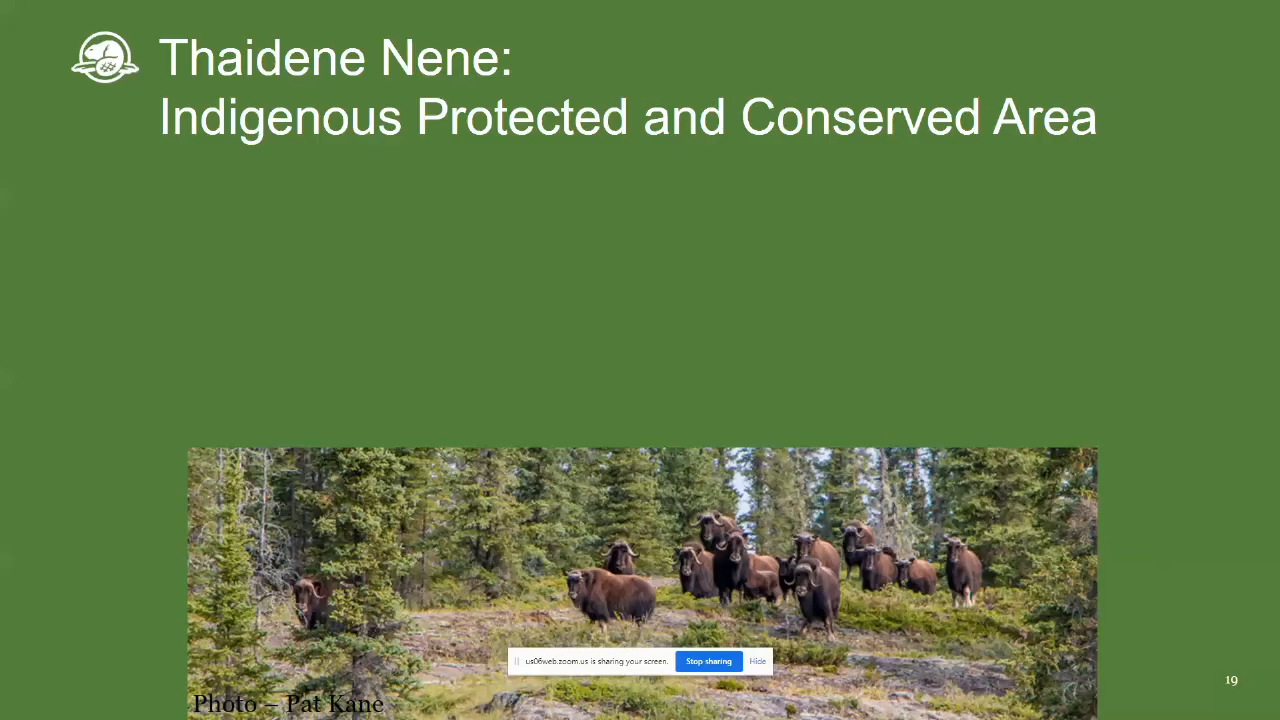 Thaidene Nene:
Indigenous Protected and Conserved Area
us06web.zoom.us is sharing your screen. Stop sharing Hide
19
Photo – Pat Kane